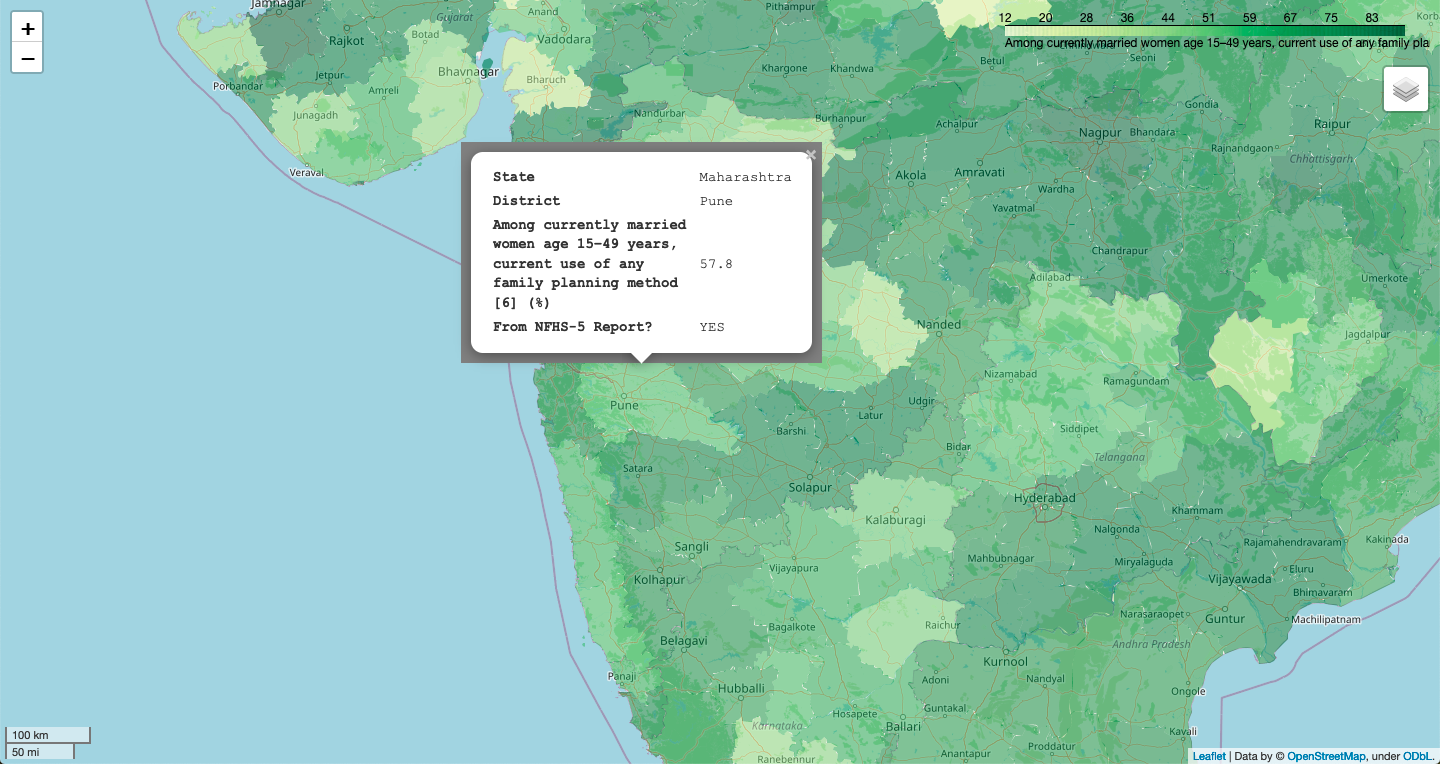 +
−
12 20 28 36 44 51 59 67 75 83
Among currently married women age 15–49 years, current use of any family pla
Jamnagar
Gujarat
Anand
Pithampur
Rajkot
Botad
Vadodara
Betul
Seoni
Khargone
Khandwa
Jetpur
Bhavnagar
Bharuch
Porbandar
Amreli
Gondia
Junagadh
Nandurbar
Burhanpur
Achalpur
Nagpur
Bhandara
Raipur
Rajnandgaon
Chhattisgarh
Veraval
×
State Maharashtra
District Pune
Among currently married
women age 15–49 years,
current use of any 57.8
family planning method
[6] (%)
From NFHS-5 Report? YES
Akola
Amravati
Wardha
Yavatmal
Chandrapur
Adilabad
Umerkote
Nanded
Jagdalpur
Nizamabad
Ramagundam
Pune
Udgir
Latur
Barshi
Siddipet
Bidar
Telangana
Satara
Solapur
Hyderabad
Khammam
Kalaburagi
Nalgonda
Rajamahendravaram
Kakinada
Sangli
Vijayapura
Mahbubnagar
Miryalaguda
Eluru
Kolhapur
Vijayawada
Bhimavaram
Narasaraopet
Guntur
Machilipatnam
Bagalkote
Raichur
Belagavi
Andhra Pradesh
Kurnool
Panaji
Hubballi
Adoni
Nandyal
Ongole
Hosapete
Guntakal
Karnataka
Ballari
Kavali
Proddatur
Anantapur
Ranebennur
100 km
50 mi
Leaflet | Data by © OpenStreetMap, under ODbL.